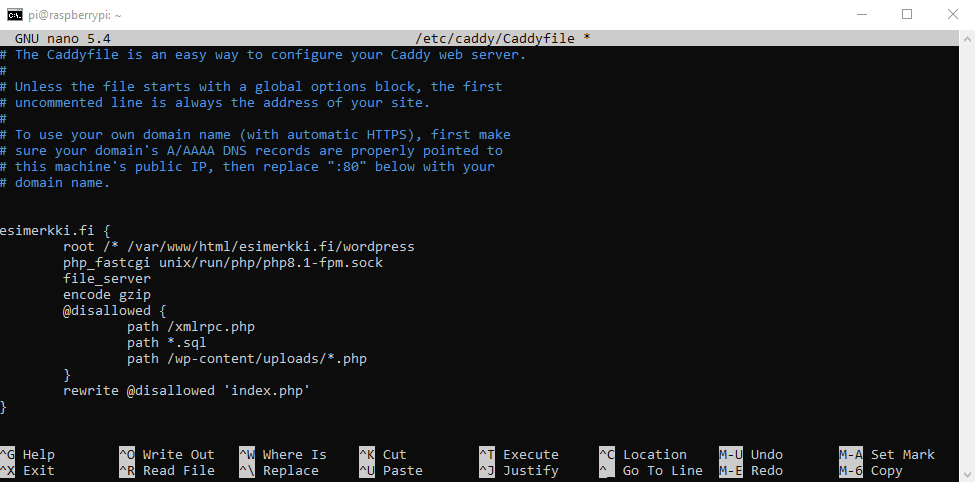 pi@raspberrypi: ~
GNU nano 5.4 /etc/caddy/Caddyfile *
# The Caddyfile is an easy way to configure your Caddy web server.
#
# Unless the file starts with a global options block, the first
# uncommented line is always the address of your site.
#
# To use your own domain name (with automatic HTTPS), first make
# sure your domain's A/AAAA DNS records are properly pointed to
# this machine's public IP, then replace ":80" below with your
# domain name.
esimerkki.fi {
root /* /var/www/html/esimerkki.fi/wordpress
php_fastcgi unix/run/php/php8.1-fpm.sock
file_server
encode gzip
@disallowed {
path /xmlrpc.php
path *.sql
path /wp-content/uploads/*.php
}
rewrite @disallowed 'index.php'
}
^G Help ^O Write Out ^W Where Is ^K Cut ^T Execute ^C Location M-U Undo M-A Set Mark
^X Exit ^R Read File ^\ Replace ^U Paste ^J Justify ^_ Go To Line M-E Redo M-6 Copy